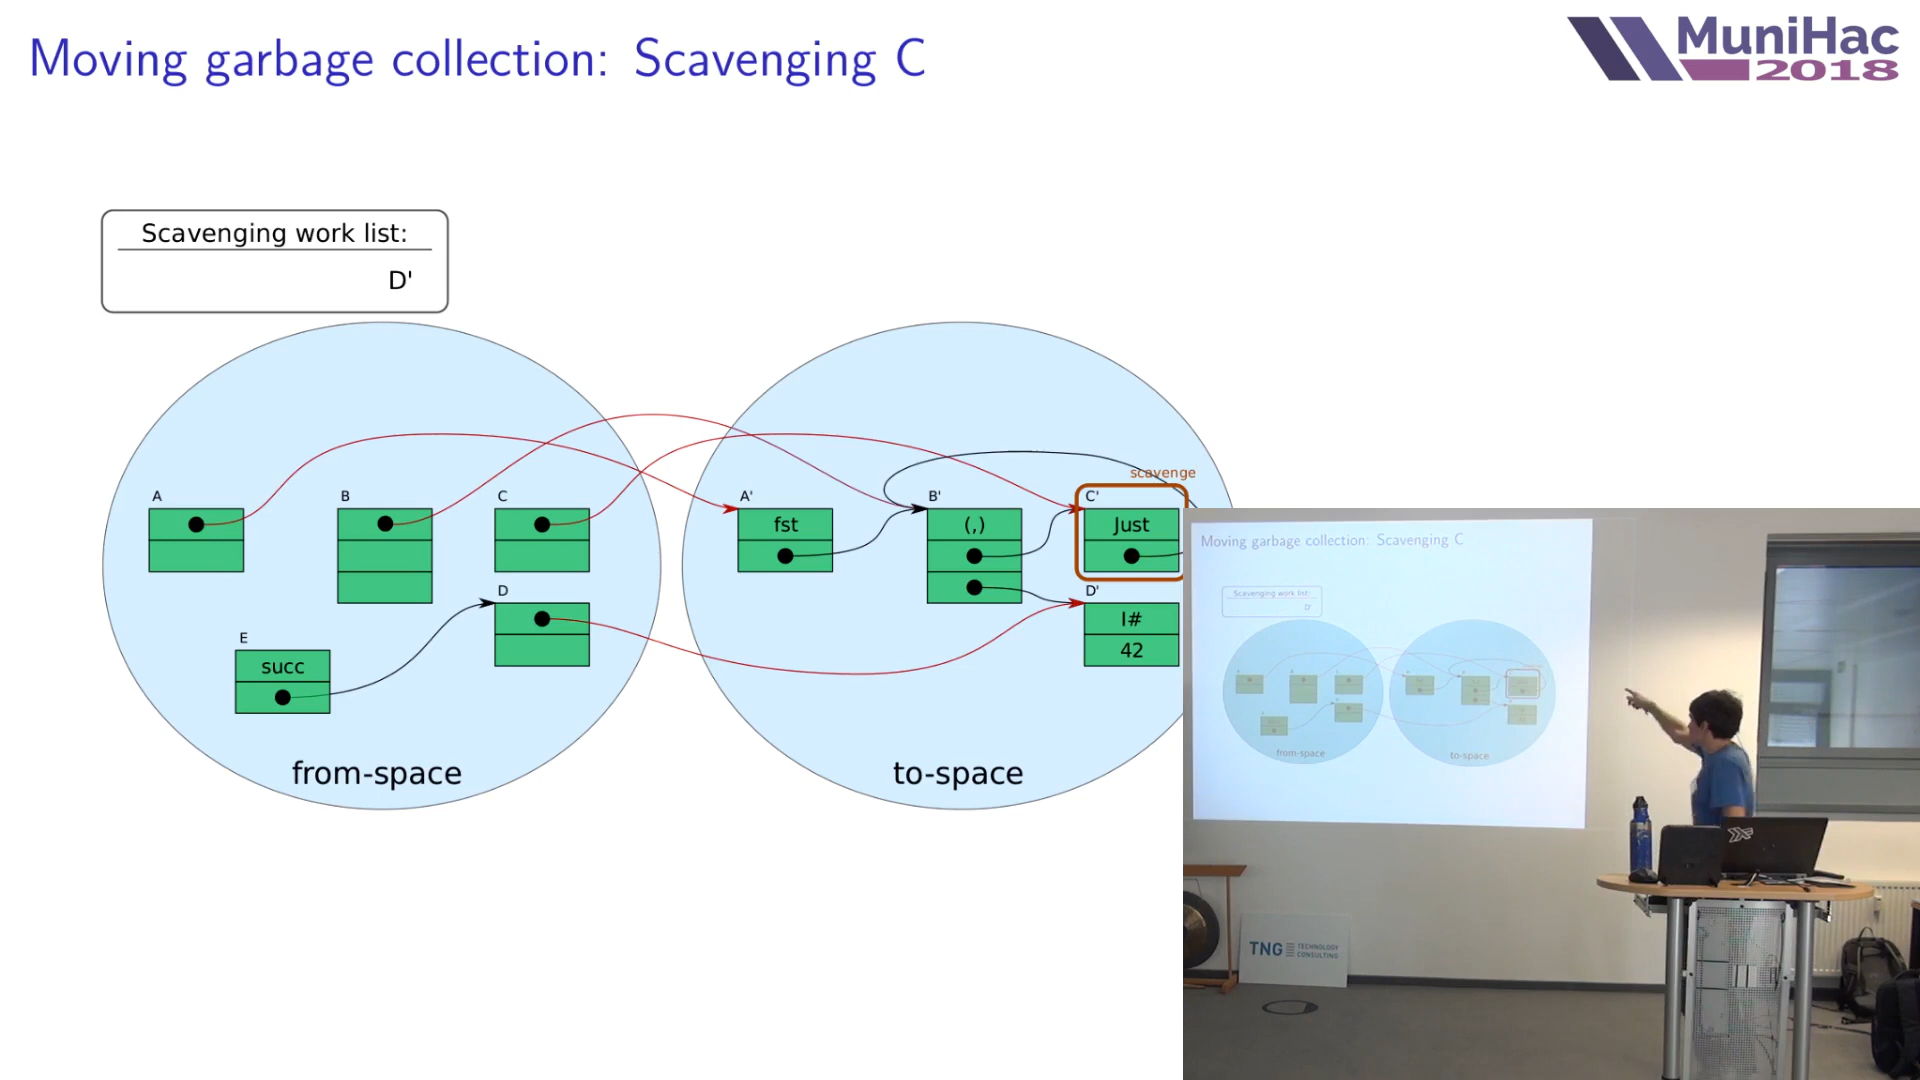 Moving garbage collection: Scavenging C
MuniHac
2018
Scavenging work list:
D'
scavenge
A
B
C
A'
B'
C'
fst
(,)
Just
D
D'
I#
42
E
succ
from-space
to-space
Moving garbage collection: Scavenging C
Scavenging work list:
D'
from-space
to-space
TNG TECHNOLOGY
CONSULTING